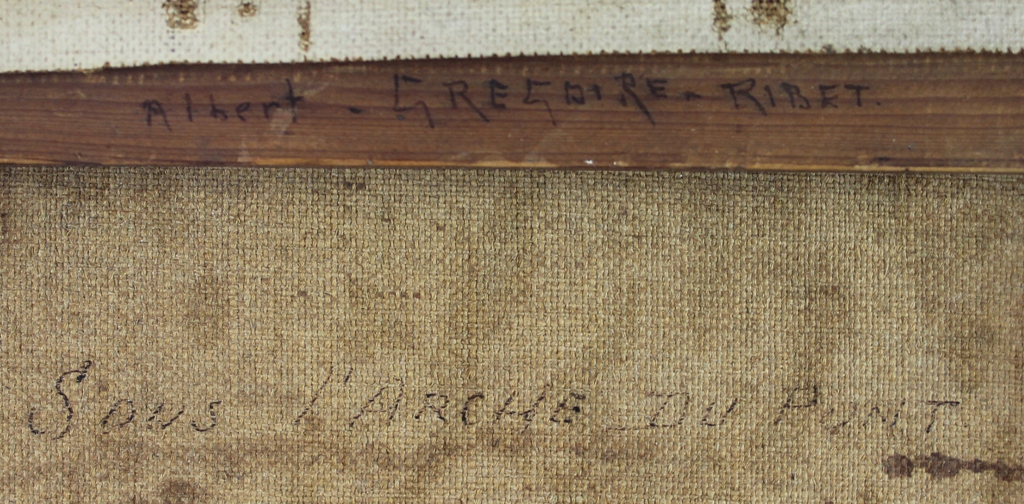 Albert - GREGOIRE - RIBET.
SOUS l'ARCHE DU PONT